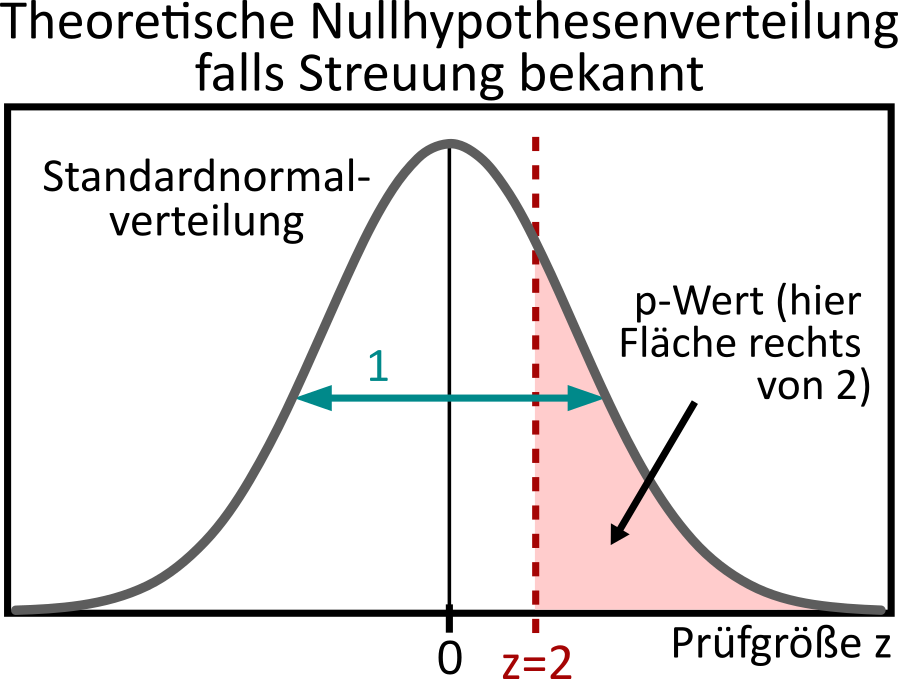 Theoretische Nullhypothesenverteilung
falls Streuung bekannt
Standardnormal-
verteilung
p-Wert (hier
Fläche rechts
von 2)
1
0
z=2
Prüfgröße z